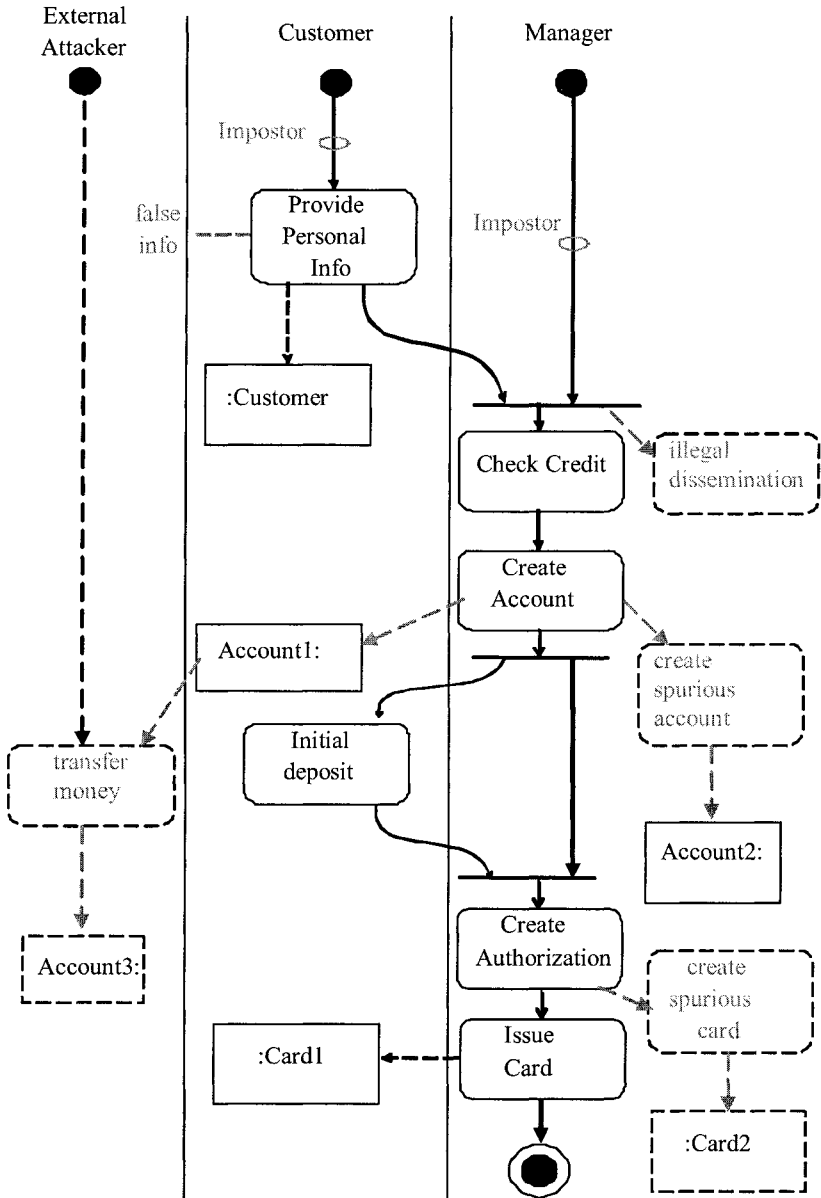 External
Attacker
Customer
Manager
Impostor
false
info
Provide
Personal
Info
Impostor
:Customer
Check Credit
illegal
dissemination
Create
Account
Account1:
create
spurious
account
transfer
money
Initial
deposit
Account2:
Account3:
Create
Authorization
create
spurious
card
:Card1
Issue
Card
:Card2